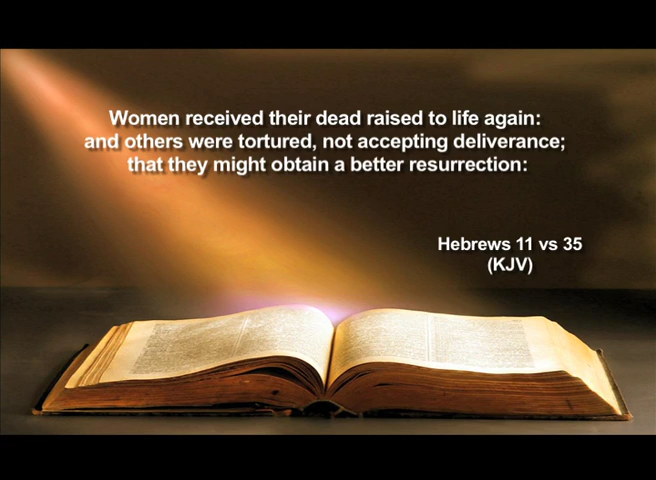 Women received their dead raised to life again:
and others were tortured, not accepting deliverance;
that they might obtain a better resurrection:
Hebrews 11 vs 35
(KJV)